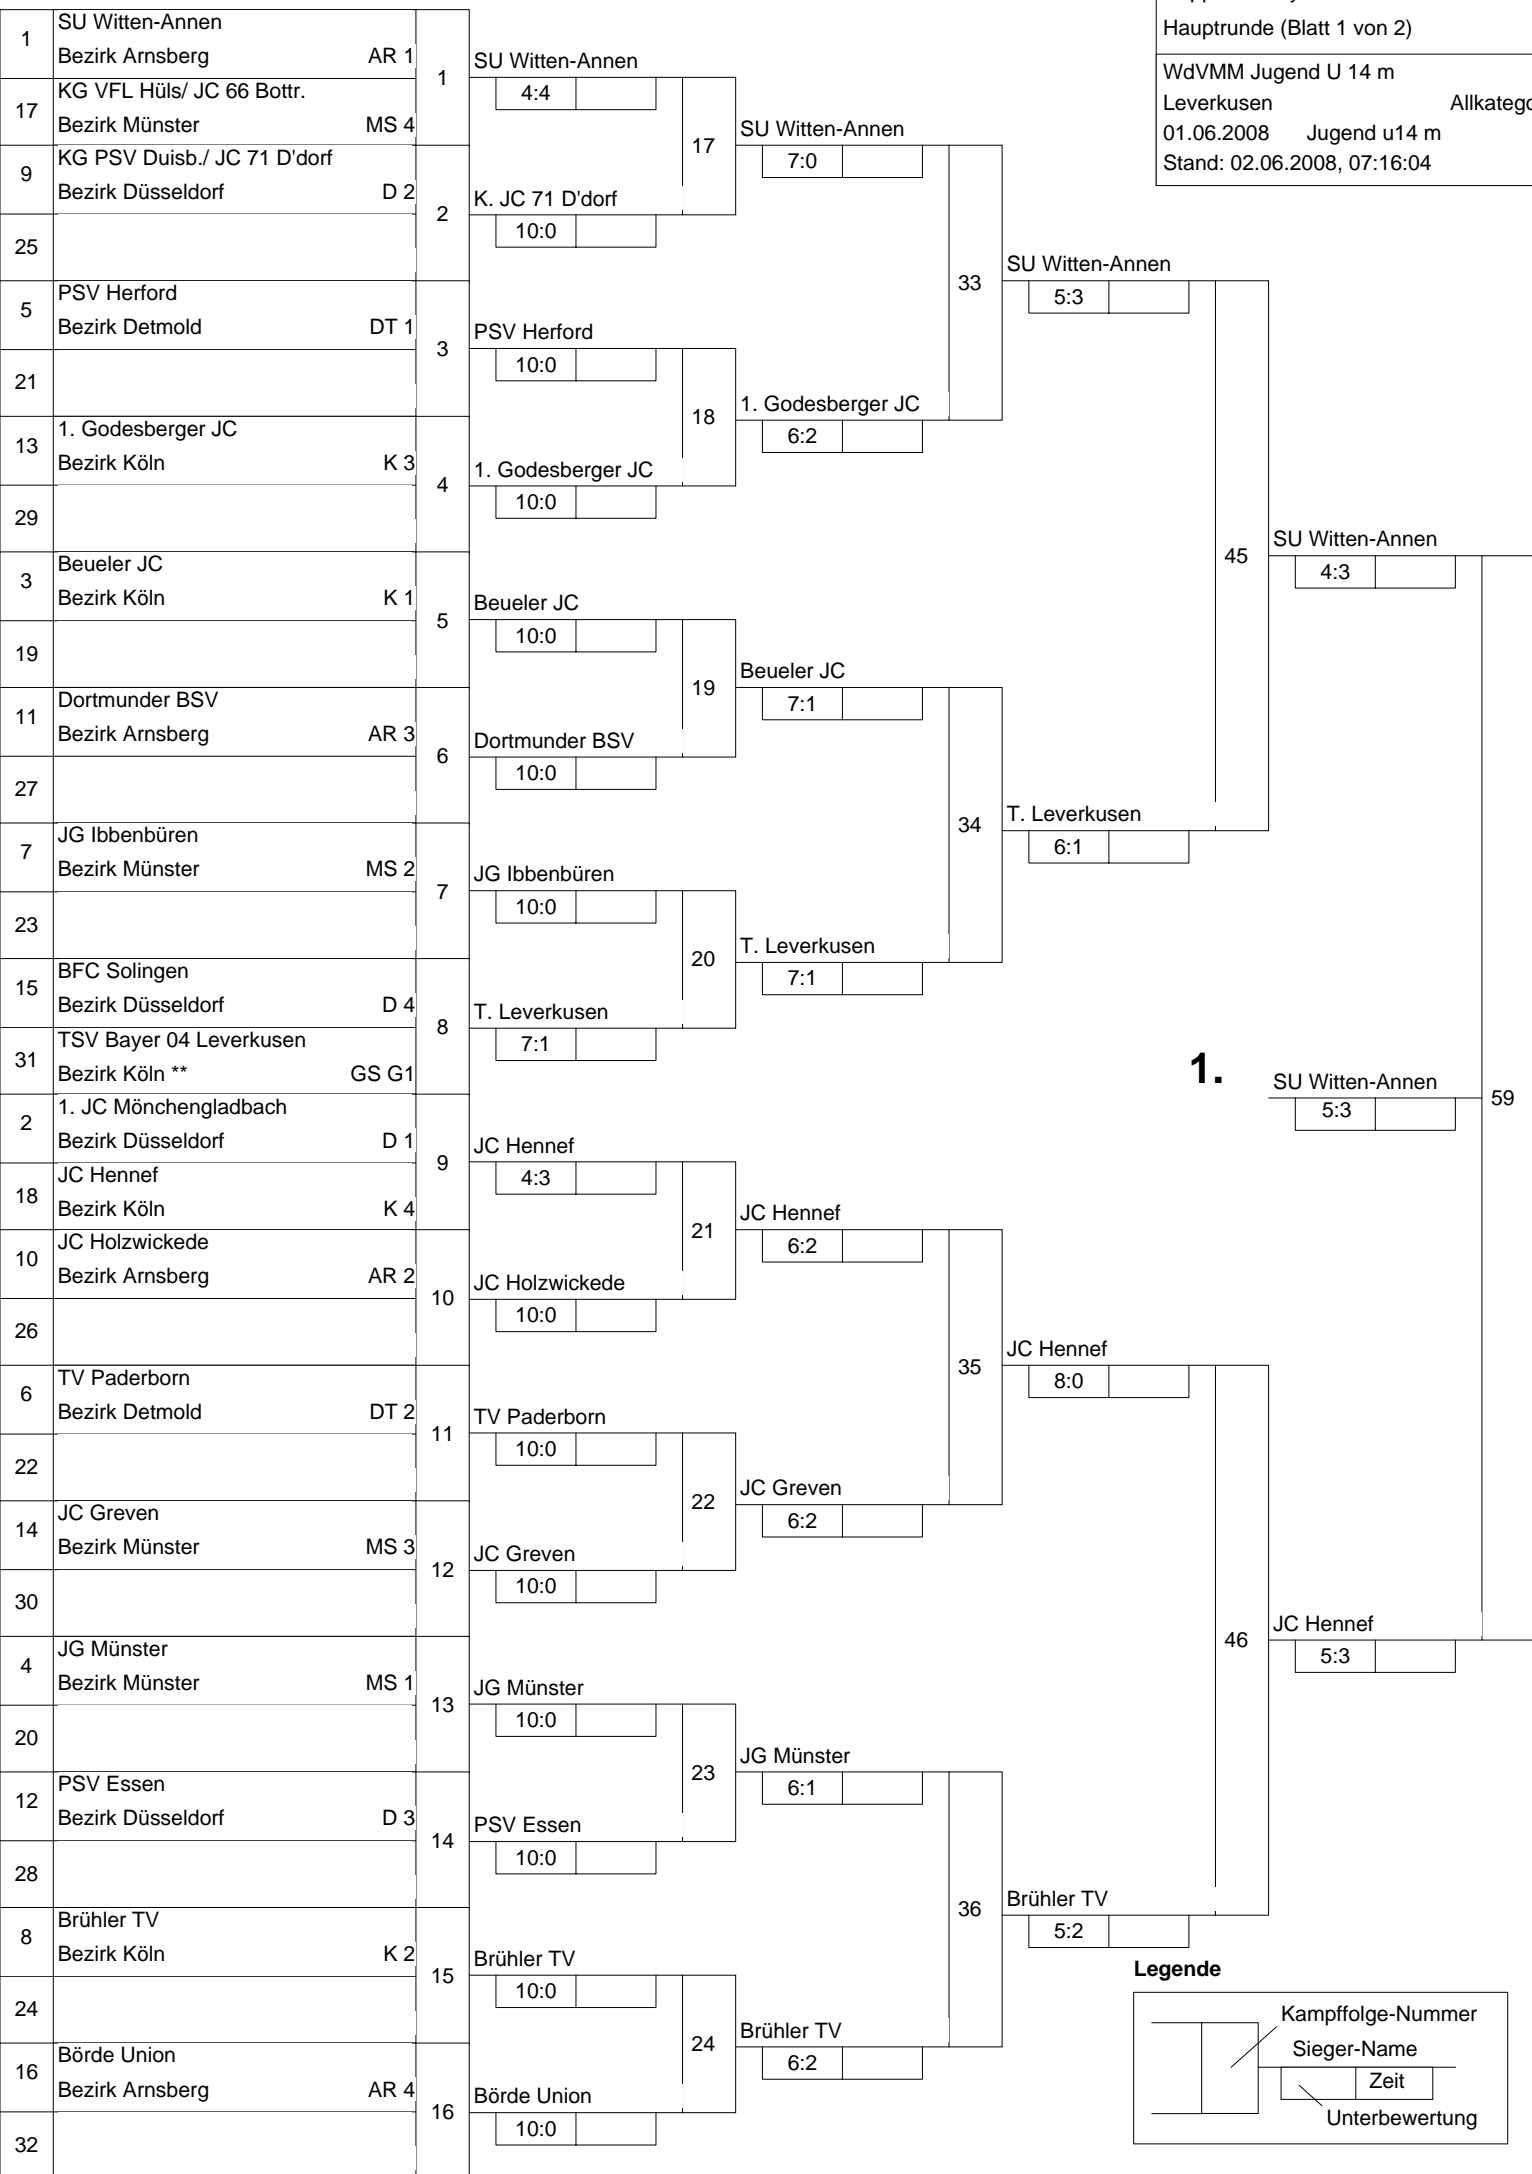 Hauptrunde (Blatt 1 von 2)
WdVMM Jugend U 14 m
Leverkusen
01.06.2008 Jugend u14 m
Stand: 02.06.2008, 07:16:04
1 SU Witten-Annen
Bezirk Arnsberg AR 1
17 KG VFL Hüls/ JC 66 Bottr.
Bezirk Münster MS 4
9 KG PSV Duisb./ JC 71 D'dorf
Bezirk Düsseldorf D 2
25
5 PSV Herford
Bezirk Detmold DT 1
21
13 1. Godesberger JC
Bezirk Köln K 3
29
3 Beueler JC
Bezirk Köln K 1
19
11 Dortmunder BSV
Bezirk Arnsberg AR 3
27
7 JG Ibbenbüren
Bezirk Münster MS 2
23
15 BFC Solingen
Bezirk Düsseldorf D 4
31 TSV Bayer 04 Leverkusen
Bezirk Köln ** GS G1
2 1. JC Mönchengladbach
Bezirk Düsseldorf D 1
18 JC Hennef
Bezirk Köln K 4
10 JC Holzwickede
Bezirk Arnsberg AR 2
26
6 TV Paderborn
Bezirk Detmold DT 2
22
14 JC Greven
Bezirk Münster MS 3
30
4 JG Münster
Bezirk Münster MS 1
20
12 PSV Essen
Bezirk Düsseldorf D 3
28
8 Brühler TV
Bezirk Köln K 2
24
16 Börde Union
Bezirk Arnsberg AR 4
32
1 SU Witten-Annen
4:4
2 K. JC 71 D'dorf
10:0
3 PSV Herford
10:0
4 1. Godesberger JC
10:0
5 Beueler JC
10:0
6 Dortmunder BSV
10:0
7 JG Ibbenbüren
10:0
8 T. Leverkusen
7:1
9 JC Hennef
4:3
10 JC Holzwickede
10:0
11 TV Paderborn
10:0
12 JC Greven
10:0
13 JG Münster
10:0
14 PSV Essen
10:0
15 Brühler TV
10:0
16 Börde Union
10:0
17 SU Witten-Annen
7:0
18 1. Godesberger JC
6:2
19 Beueler JC
7:1
20 T. Leverkusen
7:1
21 JC Hennef
6:2
22 JC Greven
6:2
23 JG Münster
6:1
24 Brühler TV
6:2
33 SU Witten-Annen
5:3
34 T. Leverkusen
6:1
35 JC Hennef
8:0
36 Brühler TV
5:2
45 SU Witten-Annen
4:3
46 JC Hennef
5:3
1. SU Witten-Annen 59
5:3
Legende
Kampffolge-Nummer
Sieger-Name
Zeit
Unterbewertung